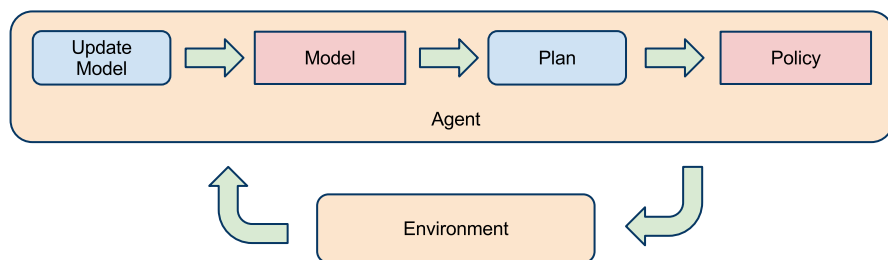 Update
Model
Model
Plan
Policy
Agent
Environment